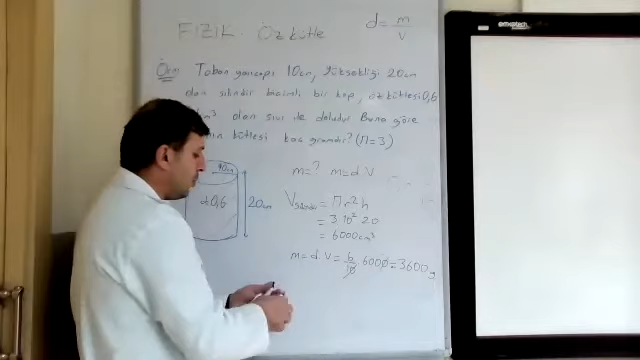 FIZIK - Özkütle
d = m/v
Örn Taban yarıçapı 10cm, yüksekliği 20cm
olan silindir biçimli bir kap, özkütlesi 0,6
cm³ olan sıvı ile doludur. Buna göre
kütlesi kaç gramdır? (Π=3)
m=? m=d.V
10cm
d:0,6
20cm
V = Πr²h
= 3.10².20
= 6000cm³
m=d.V = 6/10 . 6000 = 3600g